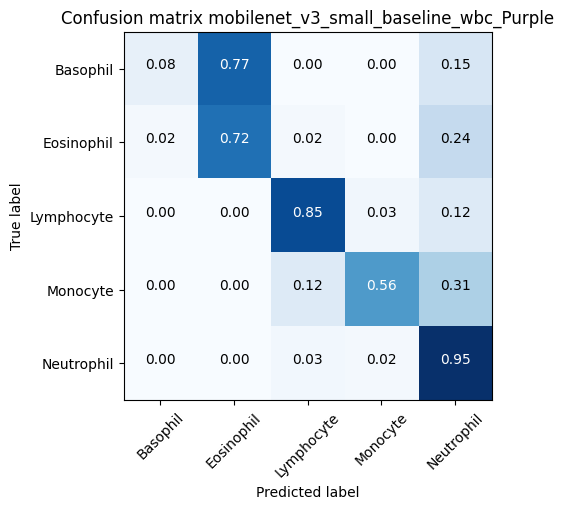 Confusion matrix mobilenet_v3_small_baseline_wbc_Purple
True label
Basophil 0.08 0.77 0.00 0.00 0.15
Eosinophil 0.02 0.72 0.02 0.00 0.24
Lymphocyte 0.00 0.00 0.85 0.03 0.12
Monocyte 0.00 0.00 0.12 0.56 0.31
Neutrophil 0.00 0.00 0.03 0.02 0.95
Basophil Eosinophil Lymphocyte Monocyte Neutrophil
Predicted label